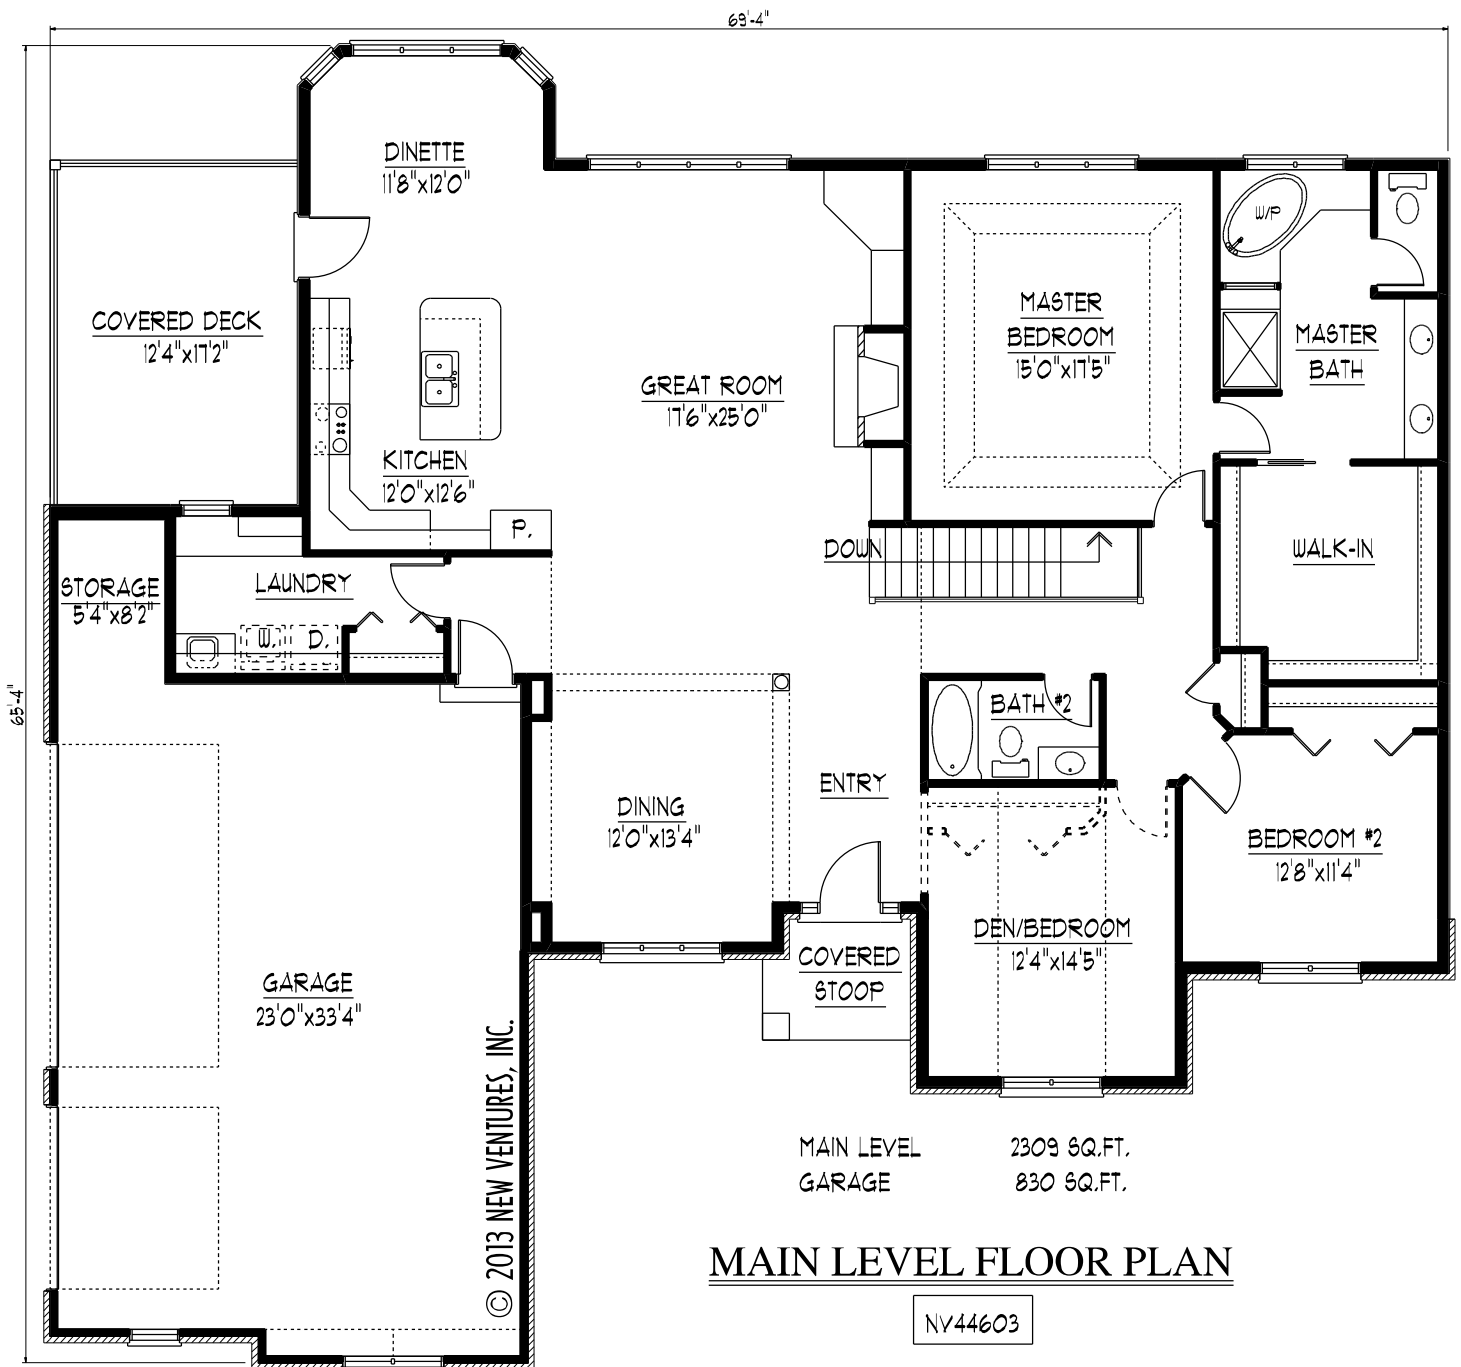 69'-4"
DINETTE
11'8"x12'0"
W/P
COVERED DECK
12'4"x17'2"
MASTER
BEDROOM
15'0"x17'5"
MASTER
BATH
GREAT ROOM
17'6"x25'0"
KITCHEN
12'0"x12'6"
P.
DOWN
WALK-IN
STORAGE
5'4"x8'2"
LAUNDRY
W. D.
65'-4"
BATH #2
ENTRY
DINING
12'0"x13'4"
BEDROOM #2
12'8"x11'4"
DEN/BEDROOM
12'4"x14'5"
COVERED
STOOP
GARAGE
23'0"x33'4"
© 2013 NEW VENTURES, INC.
MAIN LEVEL 2309 SQ.FT.
GARAGE 830 SQ.FT.
MAIN LEVEL FLOOR PLAN
NV44603